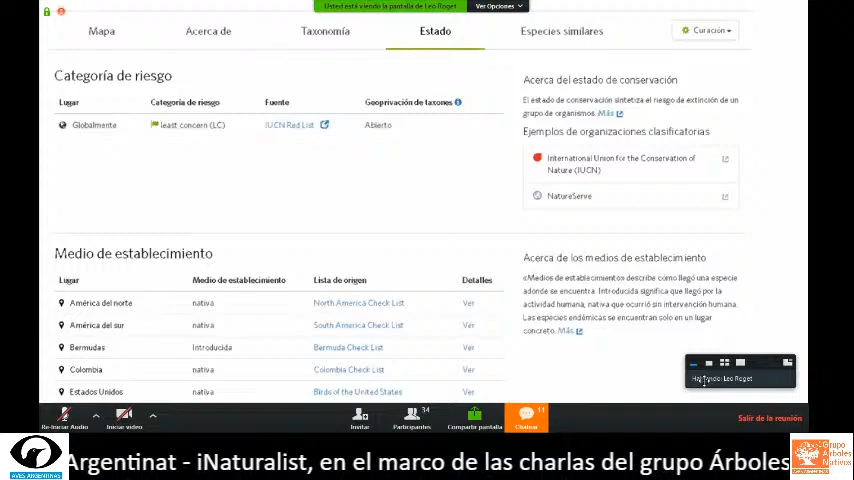 Usted está viendo la pantalla de Leo Roget
Ver Opciones
Mapa
Acerca de
Taxonomía
Estado
Especies similares
Curación
Categoría de riesgo
Lugar Categoría de riesgo Fuente Geoprivación de taxones
Globalmente least concern (LC) IUCN Red List Abierto
Acerca del estado de conservación
El estado de conservación sintetiza el riesgo de extinción de un
grupo de organismos. Más
Ejemplos de organizaciones clasificatorias
International Union for the Conservation of
Nature (IUCN)
NatureServe
Medio de establecimiento
Lugar Medio de establecimiento Lista de origen Detalles
América del norte nativa North America Check List Ver
América del sur nativa South America Check List Ver
Bermudas Introducida Bermuda Check List Ver
Colombia nativa Colombia Check List Ver
Estados Unidos nativa Birds of the United States Ver
Acerca de los medios de establecimiento
«Medios de establecimiento» describe cómo llegó una especie
adonde se encuentra. Introducida significa que llegó por la
actividad humana, nativa que ocurrió sin intervención humana.
Las especies endémicas se encuentran solo en un lugar
concreto. Más
Leo Roget
Re-Iniciar Audio
Iniciar video
Invitar
34
Participantes
Compartir pantalla
11
Chatear
Salir de la reunión
AVES ARGENTINAS
Argentinat - iNaturalist, en el marco de las charlas del grupo Árboles
Grupo
Árboles
Nativos